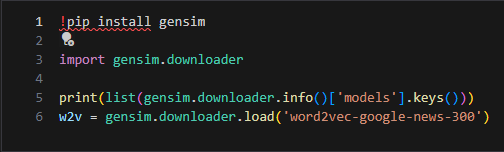 1 !pip install gensim
2
3 import gensim.downloader
4
5 print(list(gensim.downloader.info()['models'].keys()))
6 w2v = gensim.downloader.load('word2vec-google-news-300')